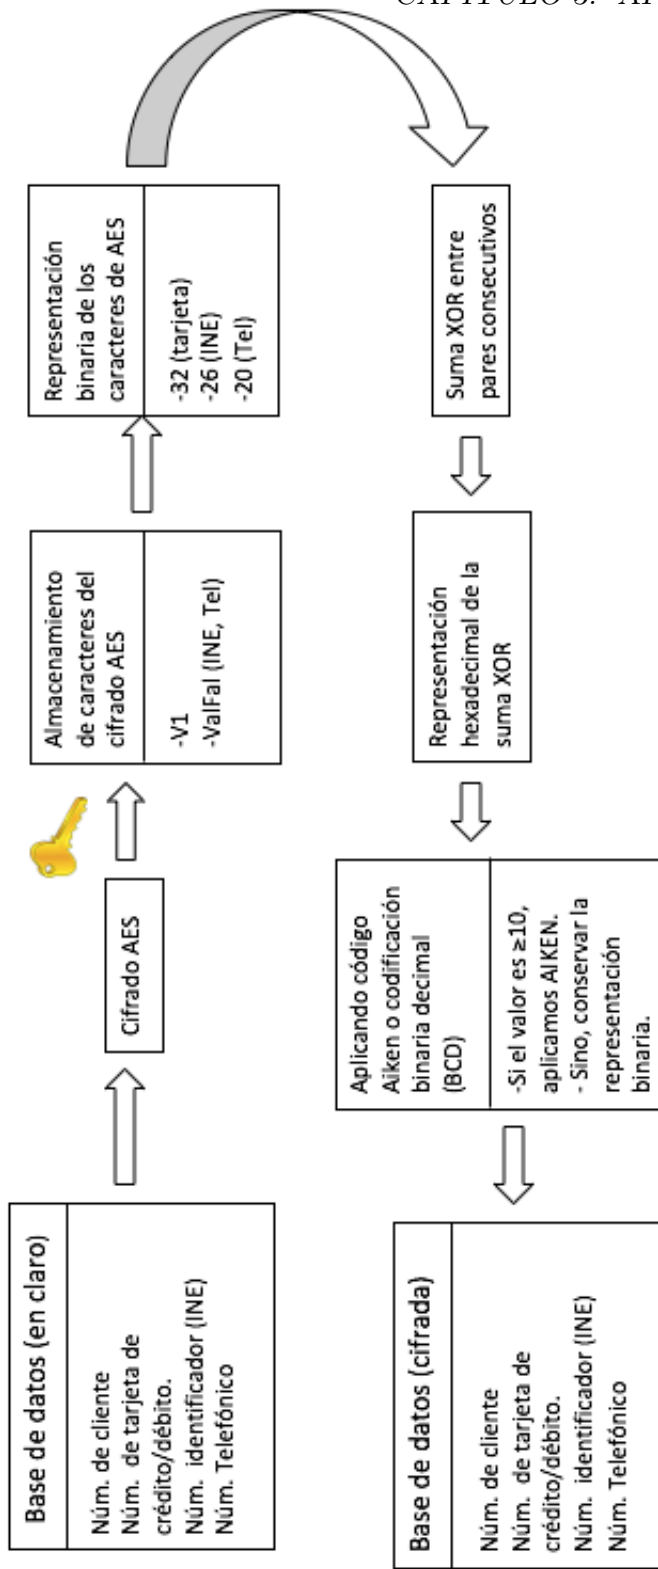 CAPÍTULO 3.
Base de datos (en claro)
Núm. de cliente
Núm. de tarjeta de
crédito/débito.
Núm. identificador (INE)
Núm. Telefónico
Cifrado AES
Almacenamiento
de caracteres del
cifrado AES
-V1
-ValFal (INE, Tel)
Representación
binaria de los
caracteres de AES
-32 (tarjeta)
-26 (INE)
-20 (Tel)
Suma XOR entre
pares consecutivos
Representación
hexadecimal de la
suma XOR
Aplicando código
Aiken o codificación
binaria decimal
(BCD)
-Si el valor es ≥10,
aplicamos AIKEN.
- Sino, conservar la
representación
binaria.
Base de datos (cifrada)
Núm. de cliente
Núm. de tarjeta de
crédito/débito.
Núm. identificador (INE)
Núm. Telefónico